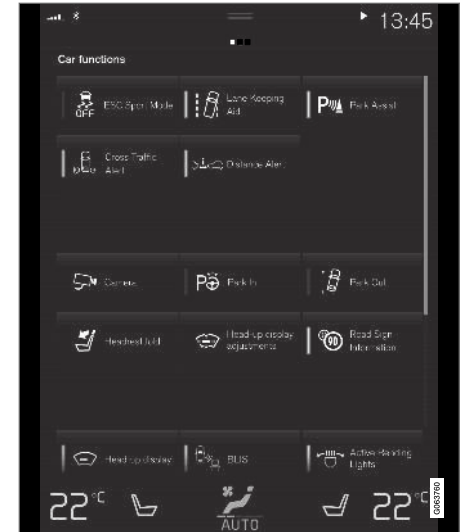 13:45
Car functions
OFF
ESC Sport Mode
Lane Keeping
Aid
P
Park Assist
Cross Traffic
Alert
Distance Alert
Camera
P
Park In
Park Out
Headrest fold
Head-up display
adjustments
90
Road Sign
Information
Head-up display
BLIS
Active Bending
Lights
22°C
AUTO
22°C
G063760